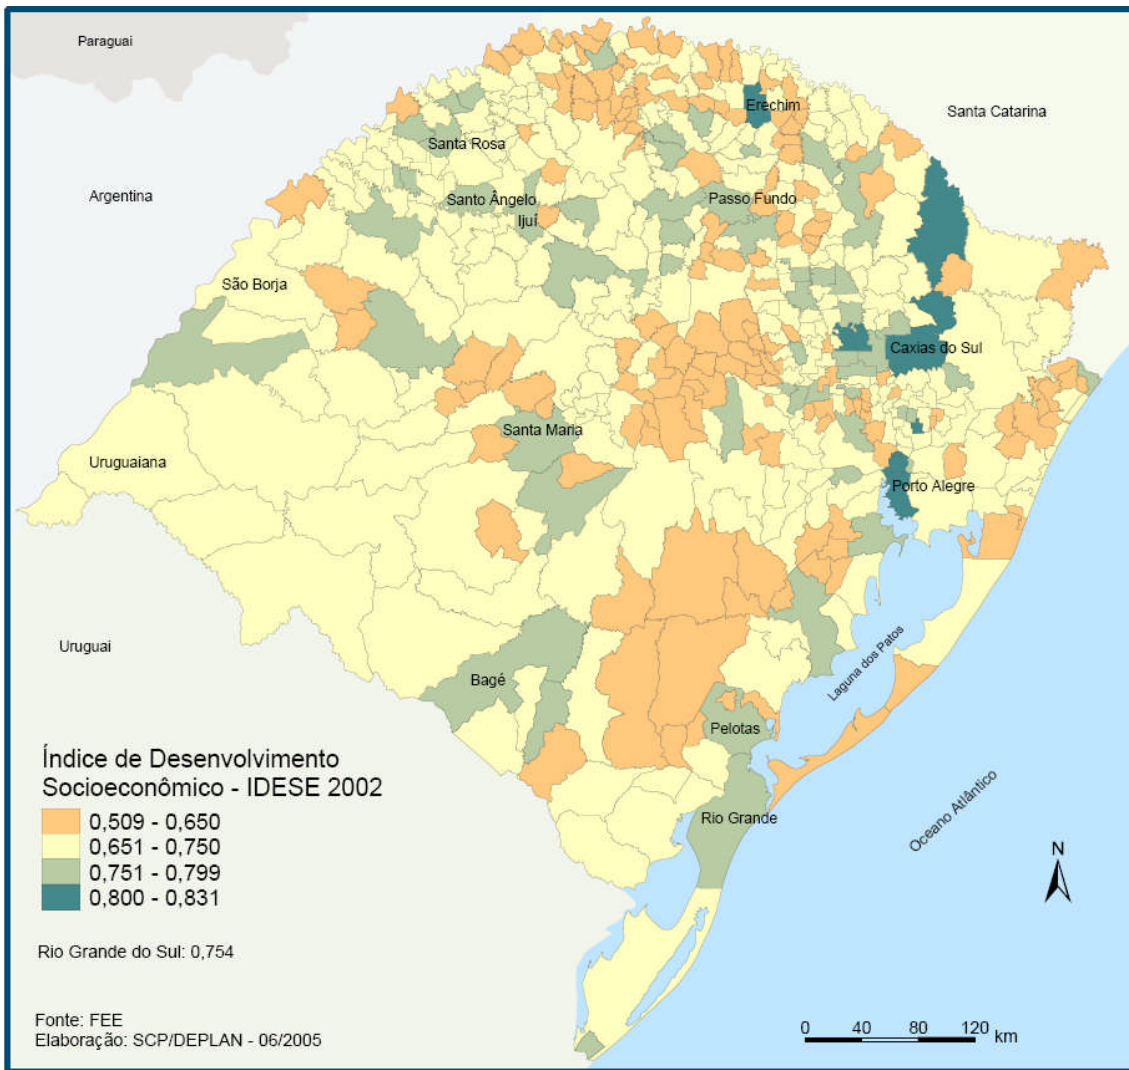 Paraguai
Santa Catarina
Erechim
Santa Rosa
Argentina
Santo Ângelo
Passo Fundo
Ijuí
São Borja
Caxias do Sul
Santa Maria
Uruguaiana
Porto Alegre
Uruguai
Laguna dos Patos
Bagé
Pelotas
Índice de Desenvolvimento
Socioeconômico - IDESE 2002
0,509 - 0,650
0,651 - 0,750
0,751 - 0,799
0,800 - 0,831
Rio Grande
Oceano Atlântico
N
Rio Grande do Sul: 0,754
Fonte: FEE
Elaboração: SCP/DEPLAN - 06/2005
0 40 80 120 km